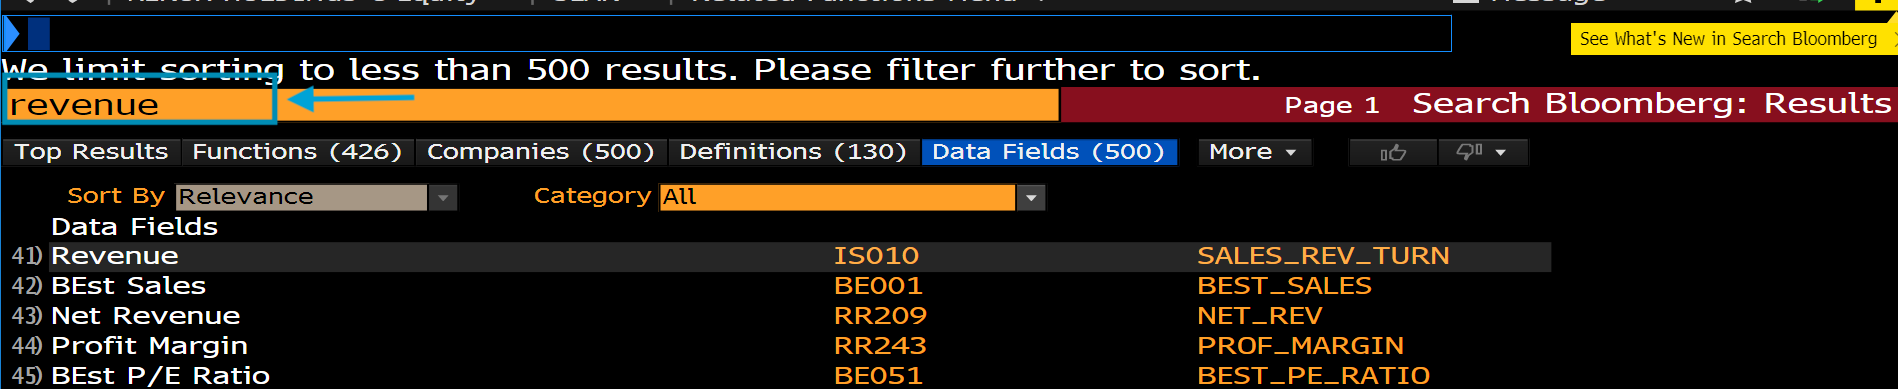 See What's New in Search Bloomberg
We limit sorting to less than 500 results. Please filter further to sort.
revenue
Page 1 Search Bloomberg: Results
Top Results Functions (426) Companies (500) Definitions (130) Data Fields (500) More
Sort By Relevance Category All
Data Fields
41) Revenue IS010 SALES_REV_TURN
42) BEst Sales BE001 BEST_SALES
43) Net Revenue RR209 NET_REV
44) Profit Margin RR243 PROF_MARGIN
45) BEst P/E Ratio BE051 BEST_PE_RATIO